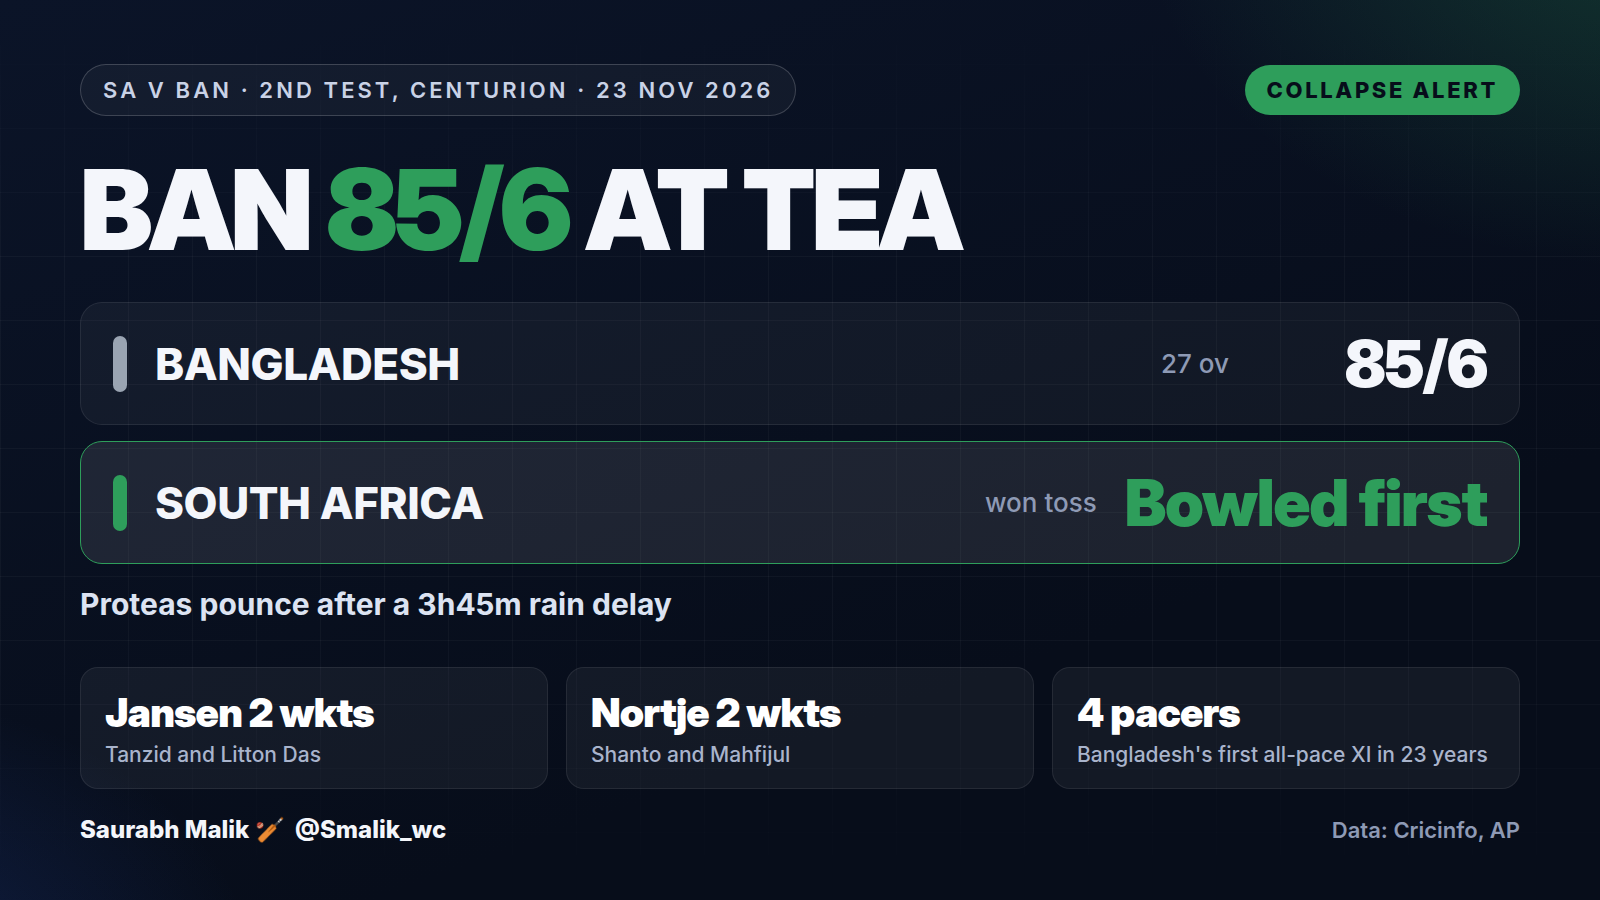 SA V BAN · 2ND TEST, CENTURION · 23 NOV 2026
COLLAPSE ALERT
BAN 85/6 AT TEA
BANGLADESH 27 ov 85/6
SOUTH AFRICA won toss Bowled first
Proteas pounce after a 3h45m rain delay
Jansen 2 wkts
Tanzid and Litton Das
Nortje 2 wkts
Shanto and Mahfijul
4 pacers
Bangladesh's first all-pace XI in 23 years
Saurabh Malik 🏏 @Smalik_wc
Data: Cricinfo, AP